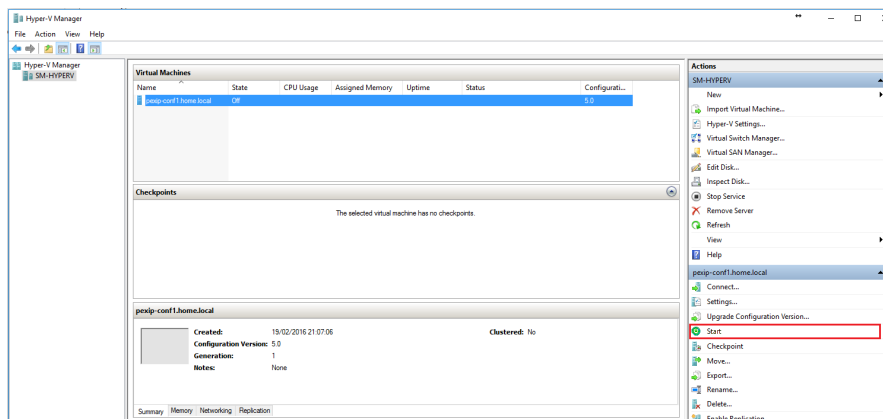 Hyper-V Manager
File Action View Help
Hyper-V Manager
SM-HYPERV
Virtual Machines
Name State CPU Usage Assigned Memory Uptime Status Configurati...
pexip-conf1.home.local Off 5.0
Checkpoints
The selected virtual machine has no checkpoints.
pexip-conf1.home.local
Created: 19/02/2016 21:07:06 Clustered: No
Configuration Version: 5.0
Generation: 1
Notes: None
Summary Memory Networking Replication
Actions
SM-HYPERV
New
Import Virtual Machine...
Hyper-V Settings...
Virtual Switch Manager...
Virtual SAN Manager...
Edit Disk...
Inspect Disk...
Stop Service
Remove Server
Refresh
View
Help
pexip-conf1.home.local
Connect...
Settings...
Upgrade Configuration Version...
Start
Checkpoint
Move...
Export...
Rename...
Delete...
Enable Replication...